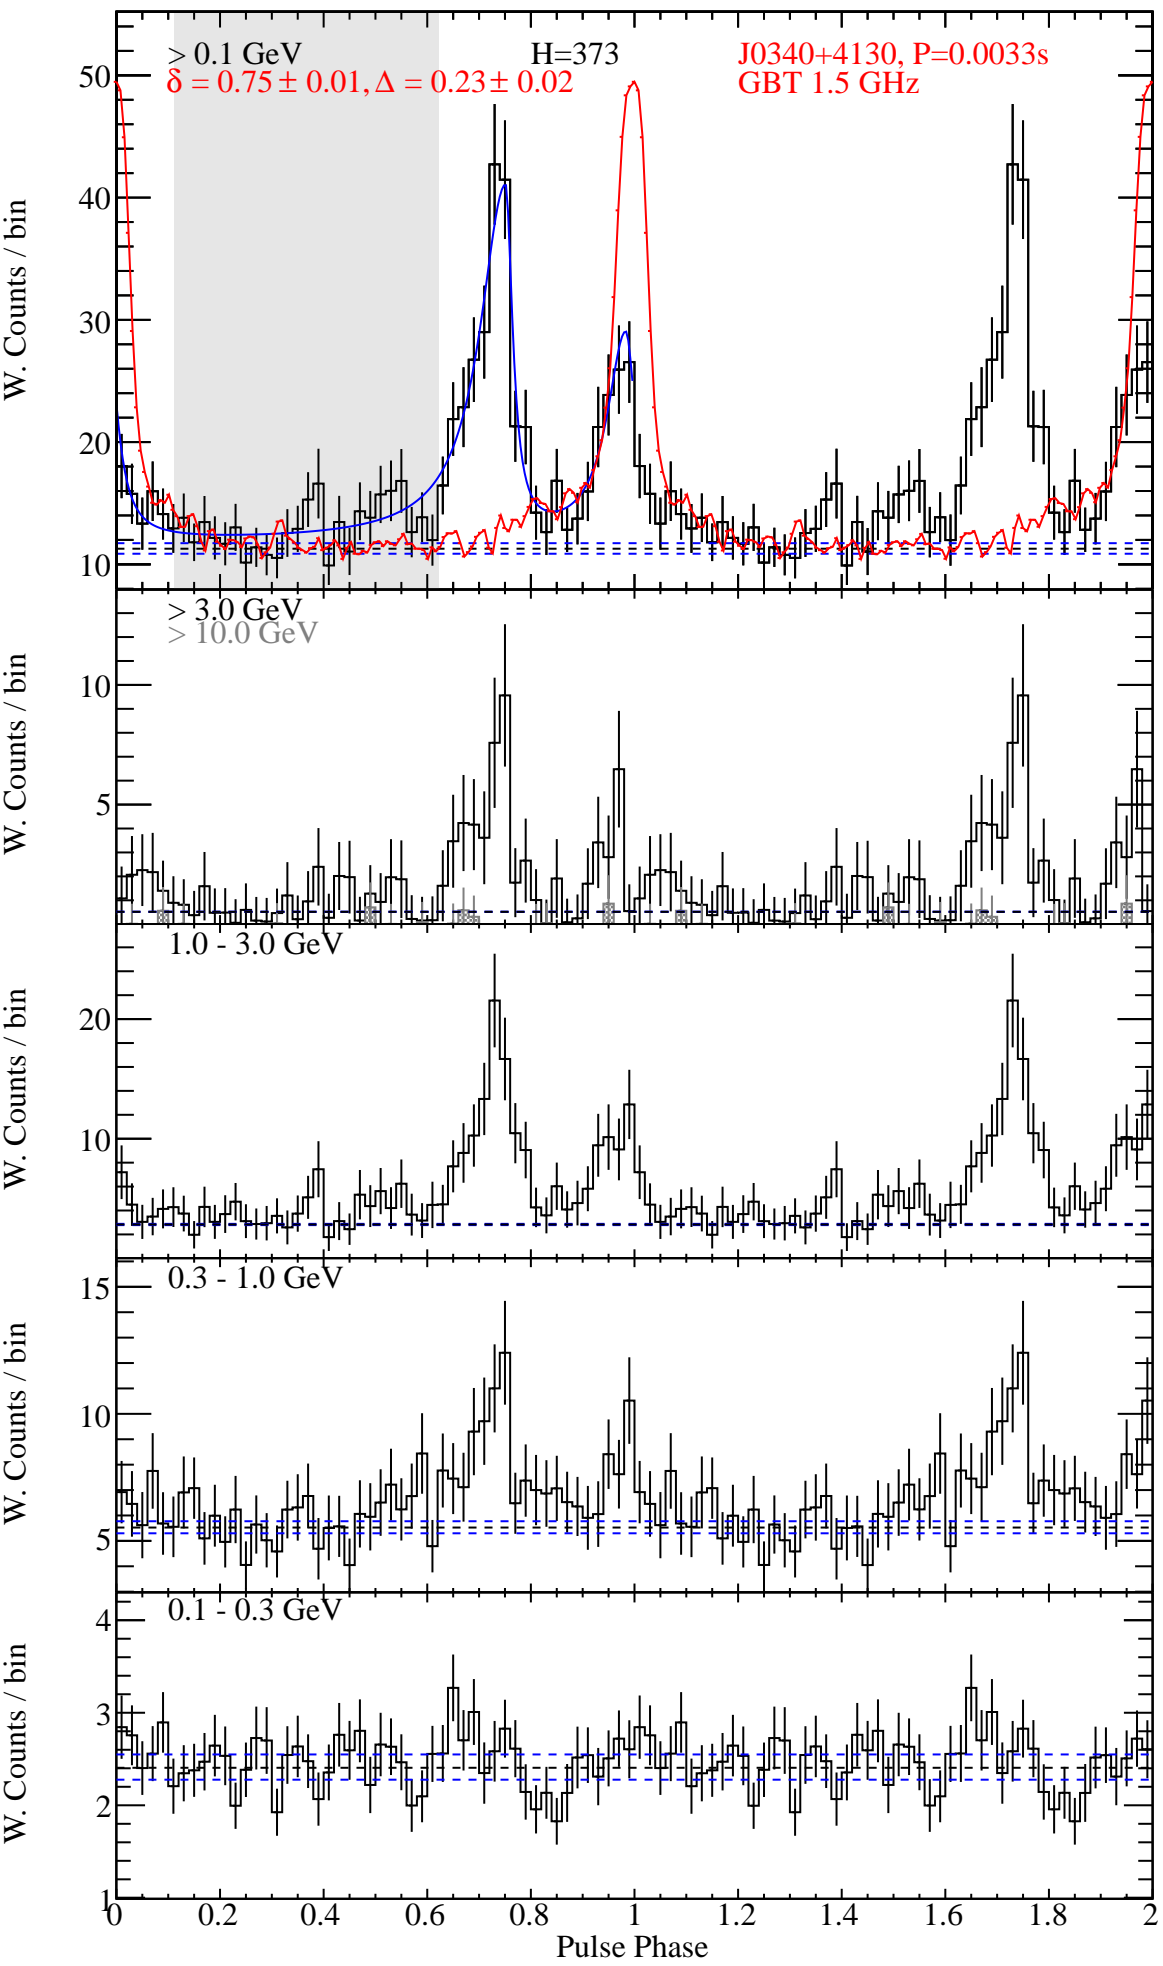 > 0.1 GeV
H=373
J0340+4130, P=0.0033s
δ = 0.75 ± 0.01, Δ = 0.23 ± 0.02
GBT 1.5 GHz
50
40
30
20
10
W. Counts / bin
> 3.0 GeV
> 10.0 GeV
10
5
W. Counts / bin
1.0 - 3.0 GeV
20
10
W. Counts / bin
0.3 - 1.0 GeV
15
10
5
W. Counts / bin
0.1 - 0.3 GeV
4
3
2
1
W. Counts / bin
0 0.2 0.4 0.6 0.8 1 1.2 1.4 1.6 1.8 2
Pulse Phase